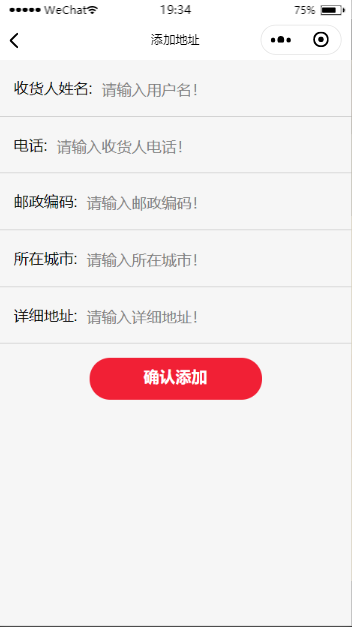 WeChat 19:34 75%
添加地址
收货人姓名: 请输入用户名!
电话: 请输入收货人电话!
邮政编码: 请输入邮政编码!
所在城市: 请输入所在城市!
详细地址: 请输入详细地址!
确认添加